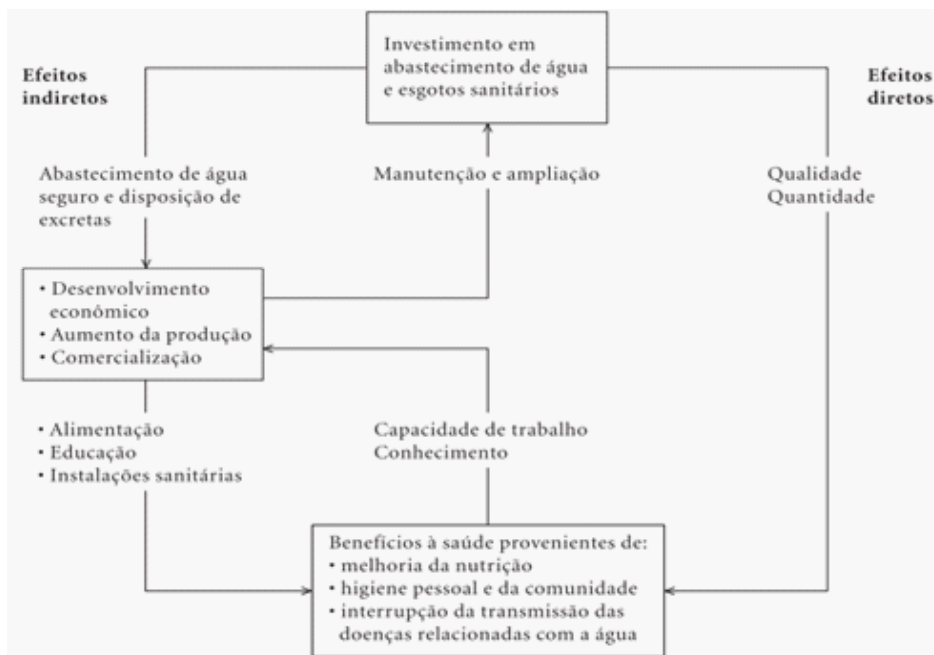 Investimento em
abastecimento de água
e esgotos sanitários
Efeitos
indiretos
Efeitos
diretos
Abastecimento de água
seguro e disposição de
excretas
Manutenção e ampliação
Qualidade
Quantidade
• Desenvolvimento
econômico
• Aumento da produção
• Comercialização
• Alimentação
• Educação
• Instalações sanitárias
Capacidade de trabalho
Conhecimento
Benefícios à saúde provenientes de:
• melhoria da nutrição
• higiene pessoal e da comunidade
• interrupção da transmissão das
doenças relacionadas com a água